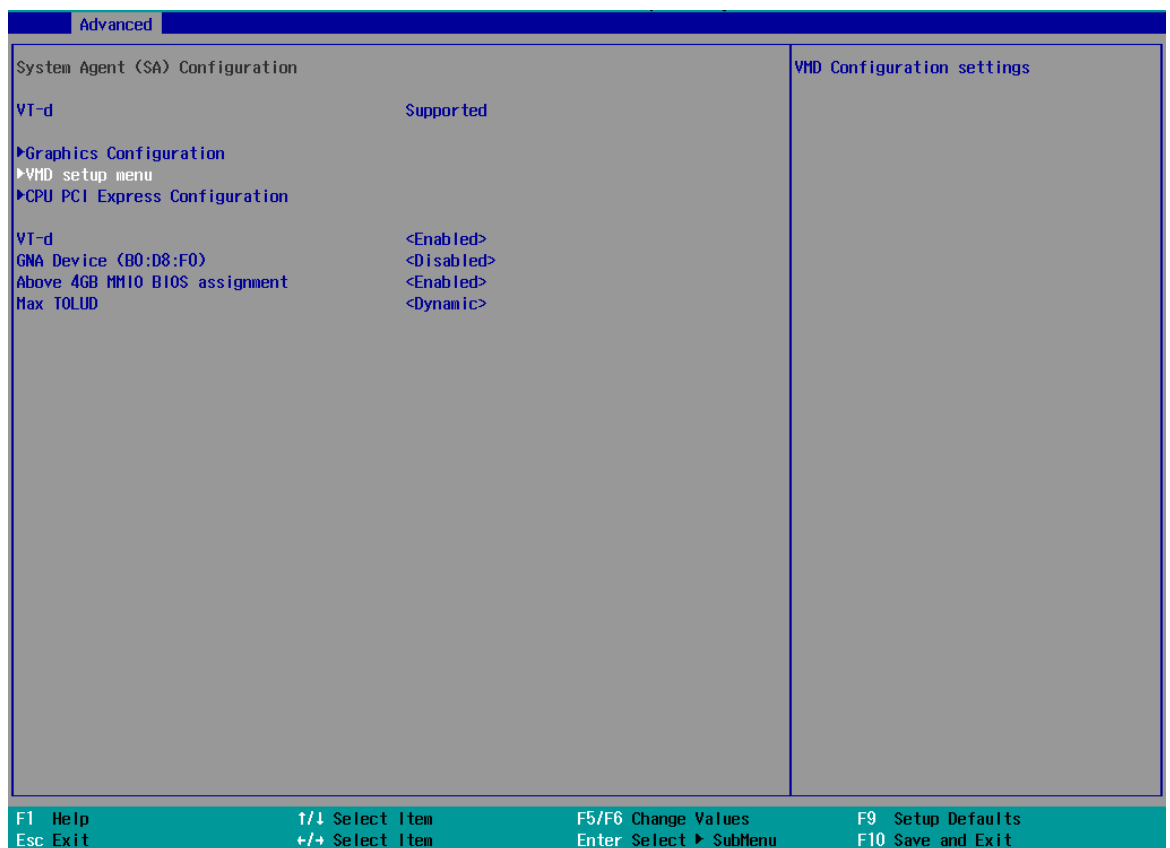 Advanced
System Agent (SA) Configuration
VMD Configuration settings
VT-d Supported
▶Graphics Configuration
▶VMD setup menu
▶CPU PCI Express Configuration
VT-d <Enabled>
GNA Device (B0:D8:F0) <Disabled>
Above 4GB MMIO BIOS assignment <Enabled>
Max TOLUD <Dynamic>
F1 Help ↑/↓ Select Item F5/F6 Change Values F9 Setup Defaults
Esc Exit ←/→ Select Item Enter Select ▶ SubMenu F10 Save and Exit